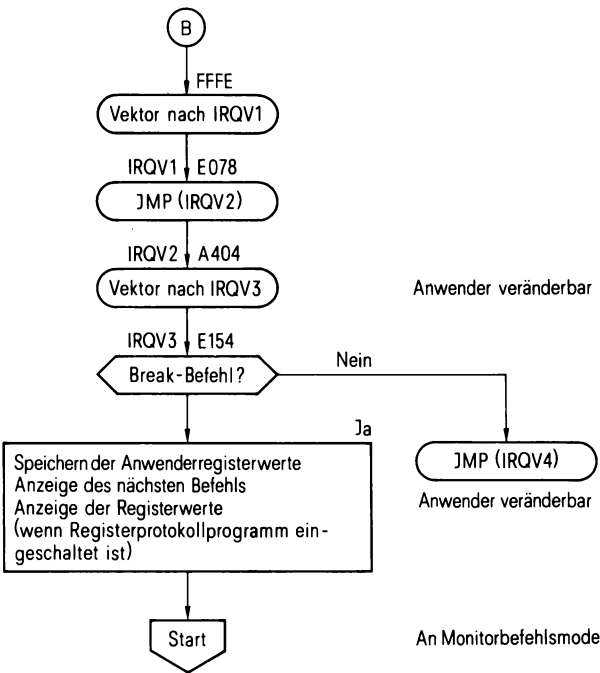 B
FFFE
Vektor nach IRQV1
IRQV1 E078
JMP (IRQV2)
IRQV2 A404
Vektor nach IRQV3
Anwender veränderbar
IRQV3 E154
Break-Befehl?
Nein
Ja
Speichern der Anwenderregisterwerte
Anzeige des nächsten Befehls
Anzeige der Registerwerte
(wenn Registerprotokollprogramm ein-
geschaltet ist)
JMP (IRQV4)
Anwender veränderbar
Start
An Monitorbefehlsmode